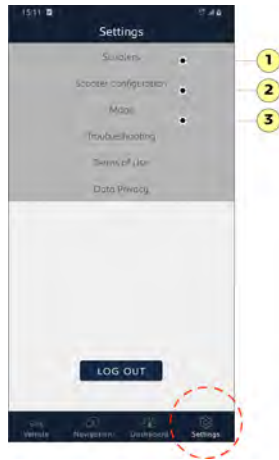 15:11
Settings
Scooters
1
Scooter configuration
2
Maps
3
Troubleshooting
Terms of Use
Data Privacy
LOG OUT
Vehicle Navigation Dashboard Settings